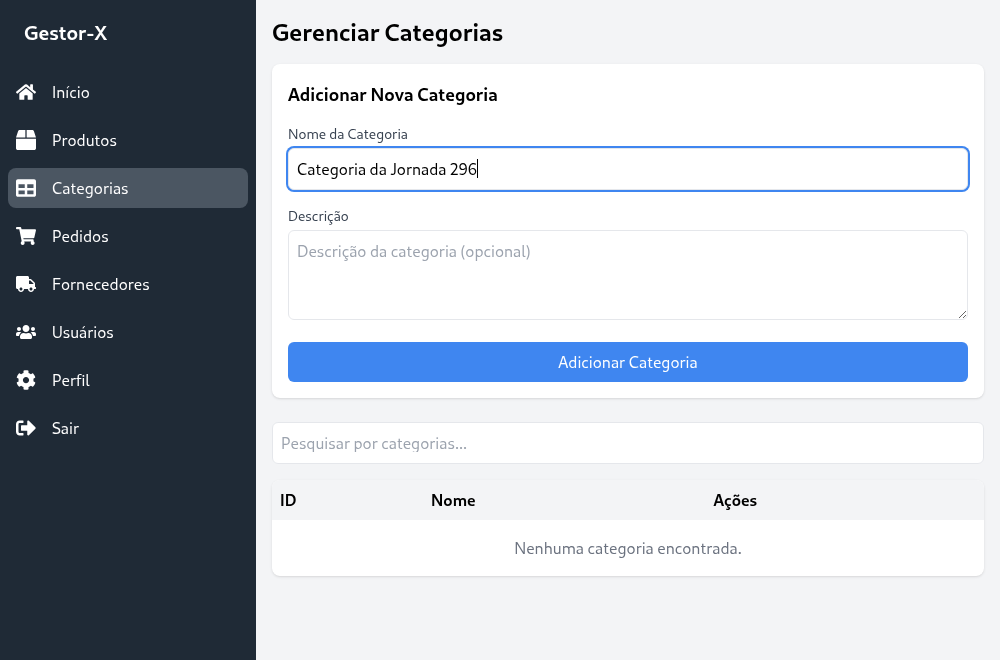 Gestor-X
Início
Produtos
Categorias
Pedidos
Fornecedores
Usuários
Perfil
Sair
Gerenciar Categorias
Adicionar Nova Categoria
Nome da Categoria
Categoria da Jornada 296
Descrição
Descrição da categoria (opcional)
Adicionar Categoria
Pesquisar por categorias...
ID Nome Ações
Nenhuma categoria encontrada.